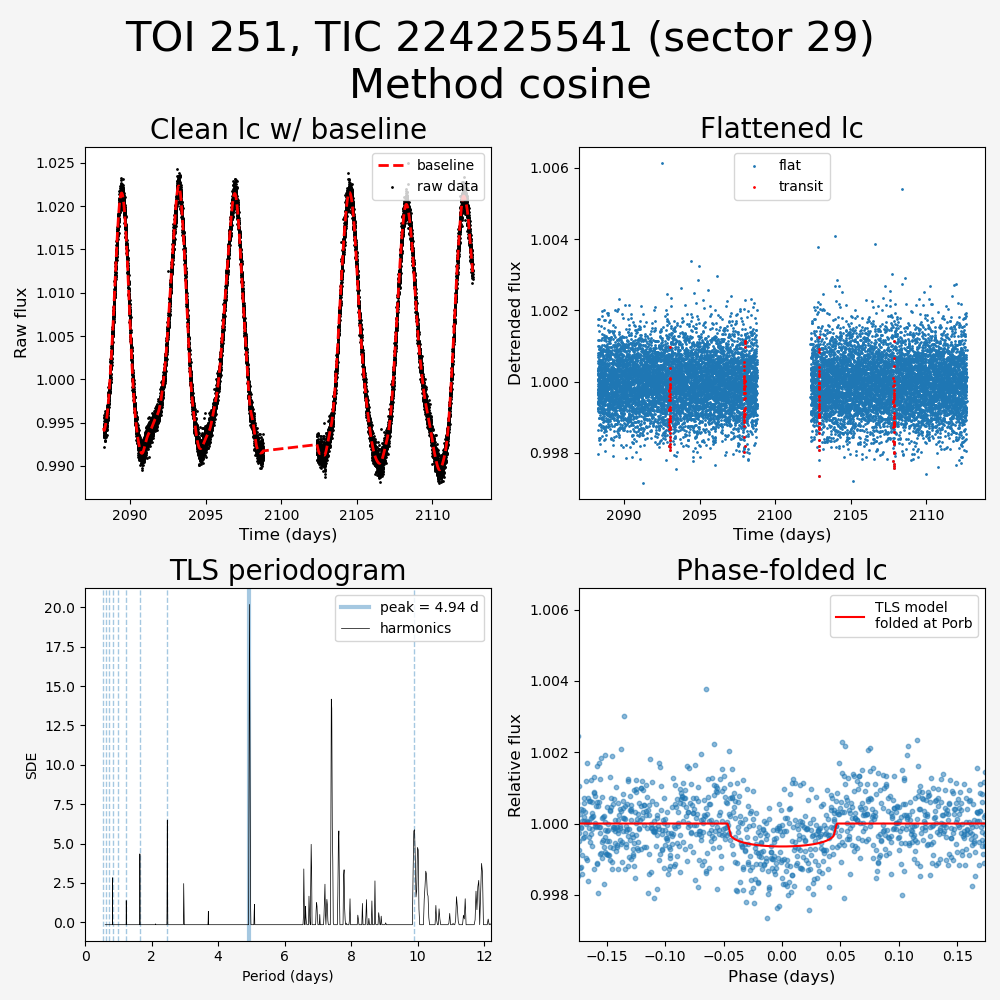 TOI 251, TIC 224225541 (sector 29)
Method cosine
Clean lc w/ baseline
baseline
raw data
1.025
1.020
1.015
1.010
1.005
1.000
0.995
0.990
Raw flux
2090
2095
2100
2105
2110
Time (days)
Flattened lc
flat
transit
1.006
1.004
1.002
1.000
0.998
Detrended flux
2090
2095
2100
2105
2110
Time (days)
TLS periodogram
peak = 4.94 d
harmonics
20.0
17.5
15.0
12.5
10.0
7.5
5.0
2.5
0.0
SDE
0
2
4
6
8
10
12
Period (days)
Phase-folded lc
TLS model
folded at Porb
1.006
1.004
1.002
1.000
0.998
Relative flux
−0.15
−0.10
−0.05
0.00
0.05
0.10
0.15
Phase (days)